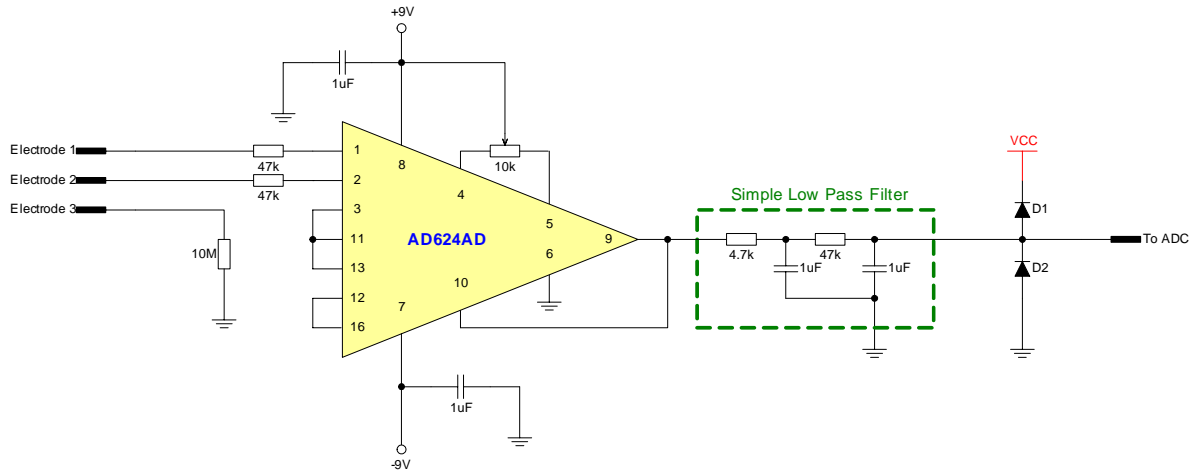 +9V
1uF
Electrode 1
47k
1
8
4
10k
VCC
Electrode 2
47k
2
Simple Low Pass Filter
Electrode 3
3
5
D1
10M
11
AD624AD
9
4.7k
47k
To ADC
13
6
1uF
1uF
D2
12
10
7
16
1uF
-9V